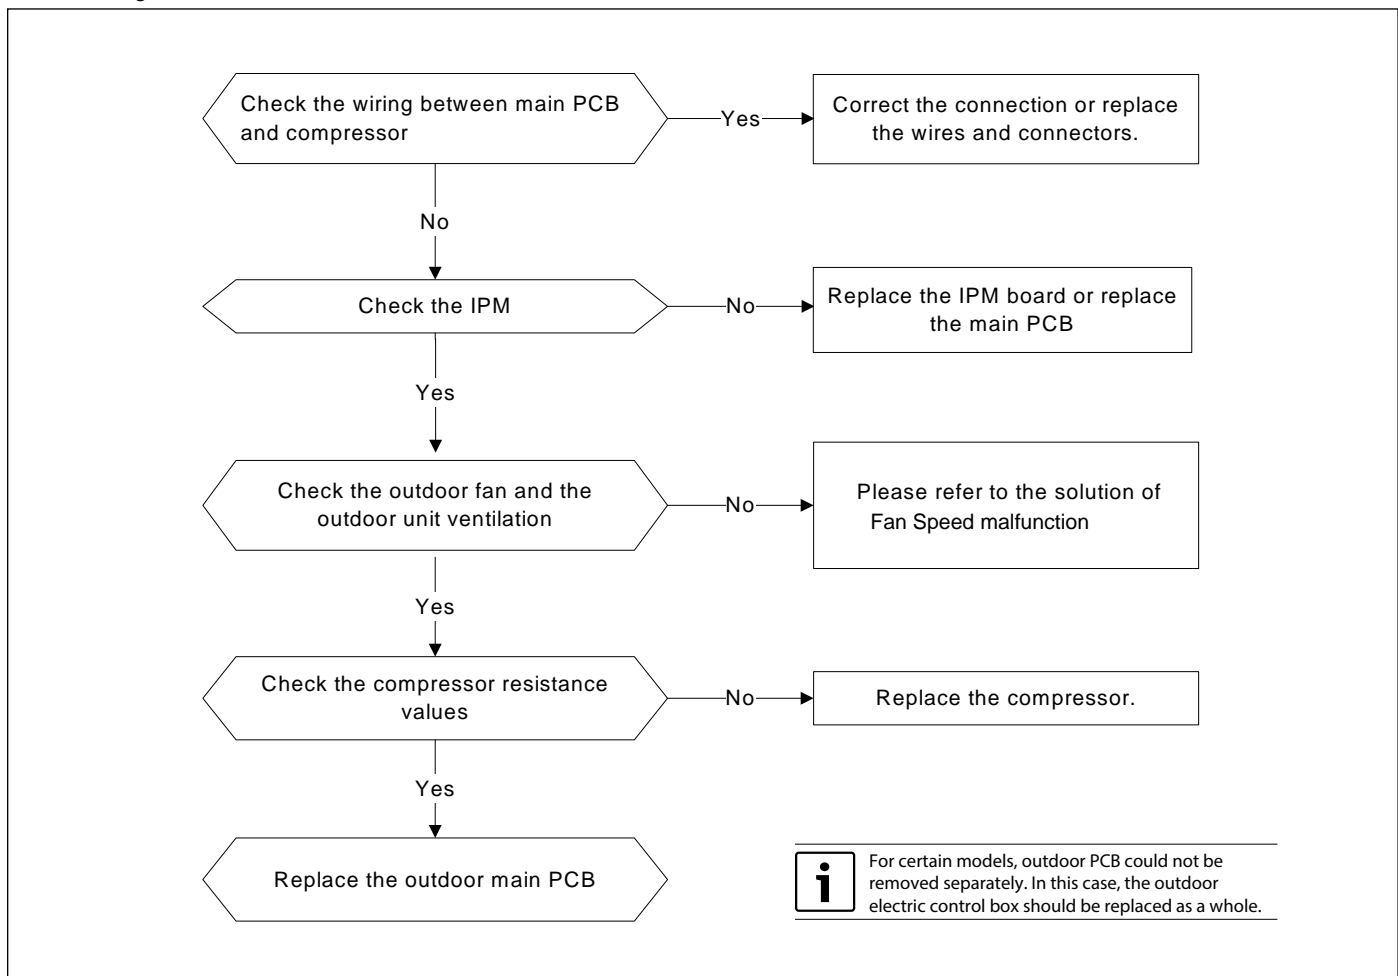 Check the wiring between main PCB
and compressor
Yes
Correct the connection or replace
the wires and connectors.
No
Check the IPM
No
Replace the IPM board or replace
the main PCB
Yes
Check the outdoor fan and the
outdoor unit ventilation
No
Please refer to the solution of
Fan Speed malfunction
Yes
Check the compressor resistance
values
No
Replace the compressor.
Yes
Replace the outdoor main PCB
i
For certain models, outdoor PCB could not be
removed separately. In this case, the outdoor
electric control box should be replaced as a whole.